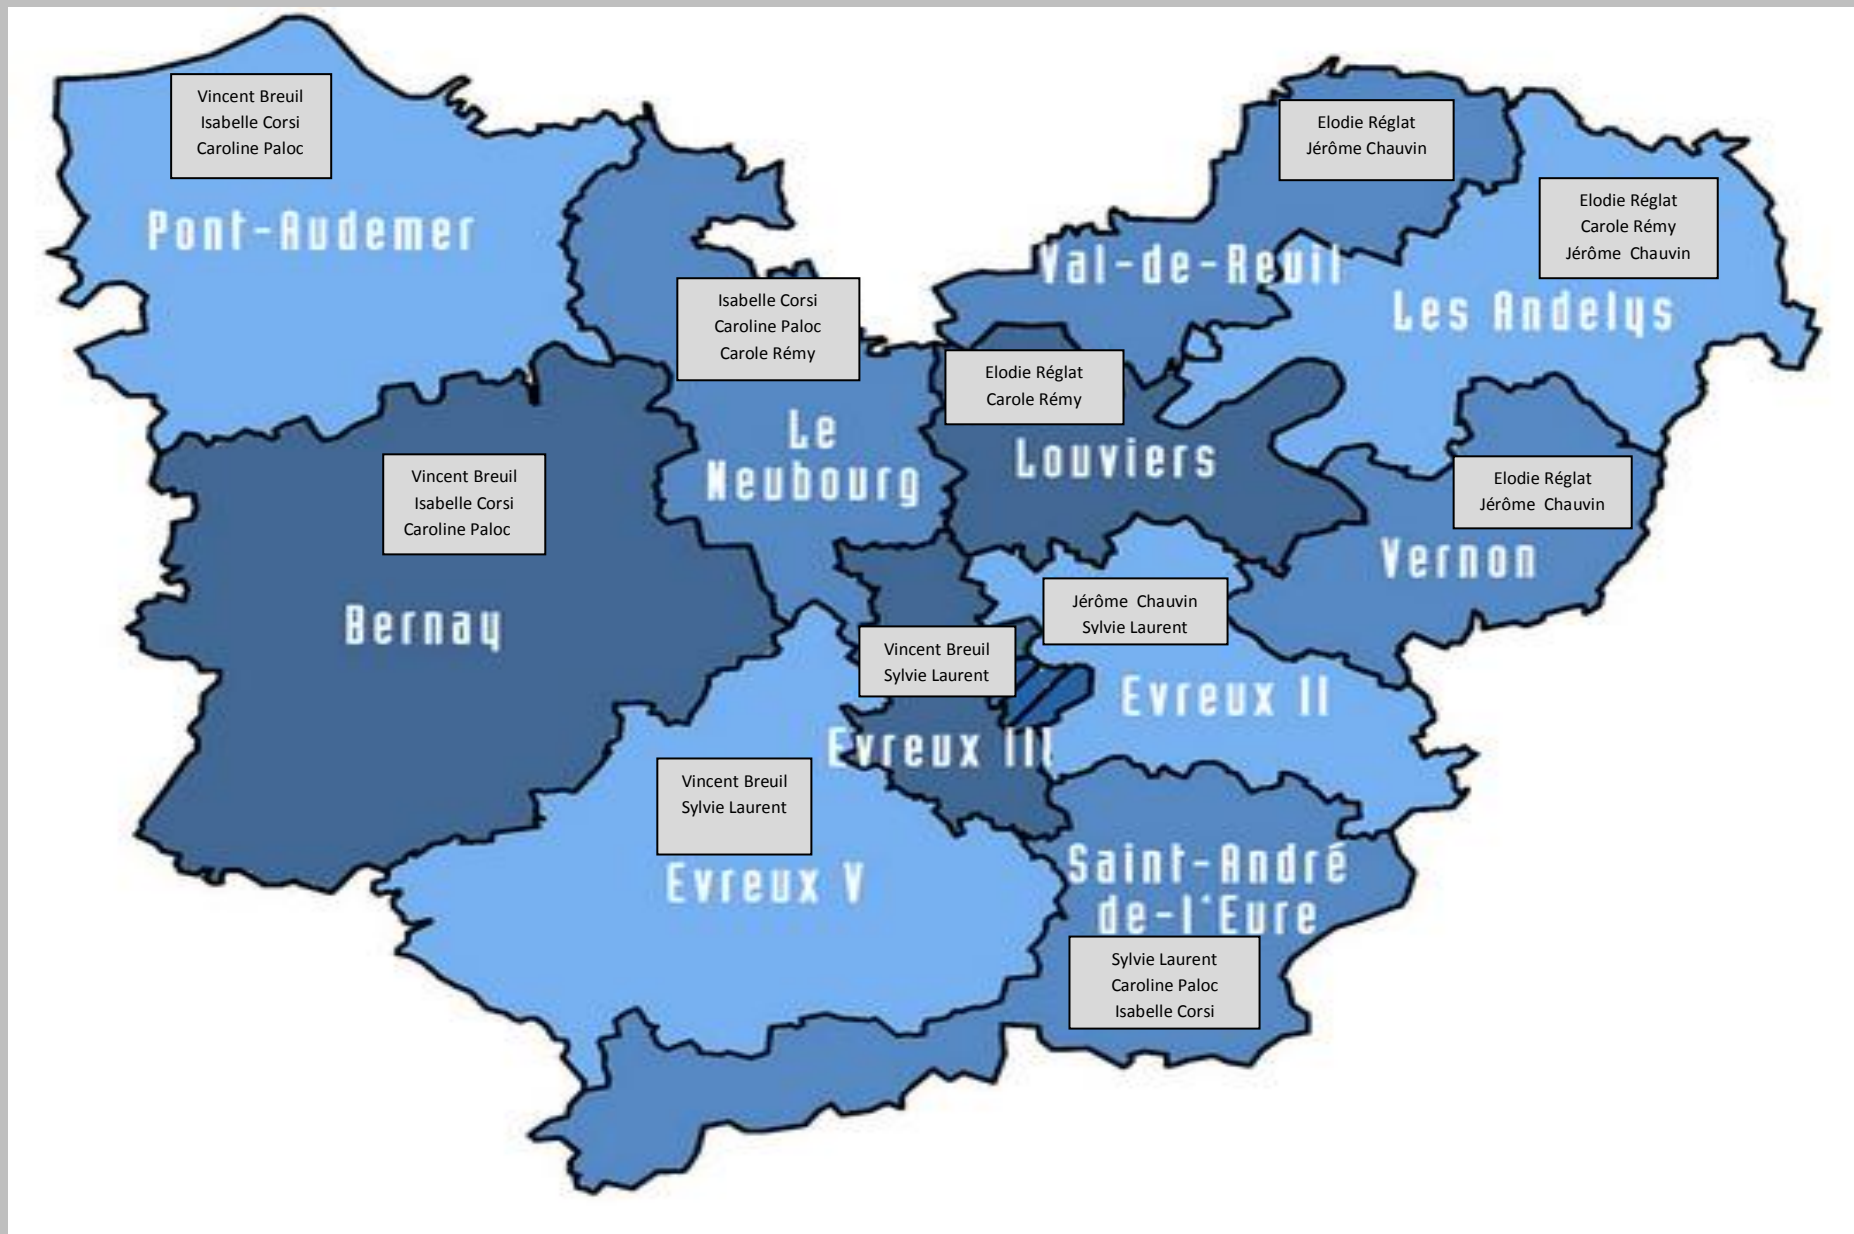 Vincent Breuil
Isabelle Corsi
Caroline Paloc
Pont-Audemer
Elodie Réglat
Jérôme Chauvin
Val-de-Reuil
Elodie Réglat
Carole Rémy
Jérôme  Chauvin
Les Andelys
Isabelle Corsi
Caroline Paloc
Carole Rémy
Le
Neubourg
Elodie Réglat
Carole Rémy
Louviers
Vincent Breuil
Isabelle Corsi
Caroline Paloc
Bernay
Elodie Réglat
Jérôme  Chauvin
Vernon
Jérôme  Chauvin
Sylvie Laurent
Evreux II
Vincent Breuil
Sylvie Laurent
Evreux III
Vincent Breuil
Sylvie Laurent
Evreux V
Saint-André
de-l'Eure
Sylvie Laurent
Caroline Paloc
Isabelle Corsi